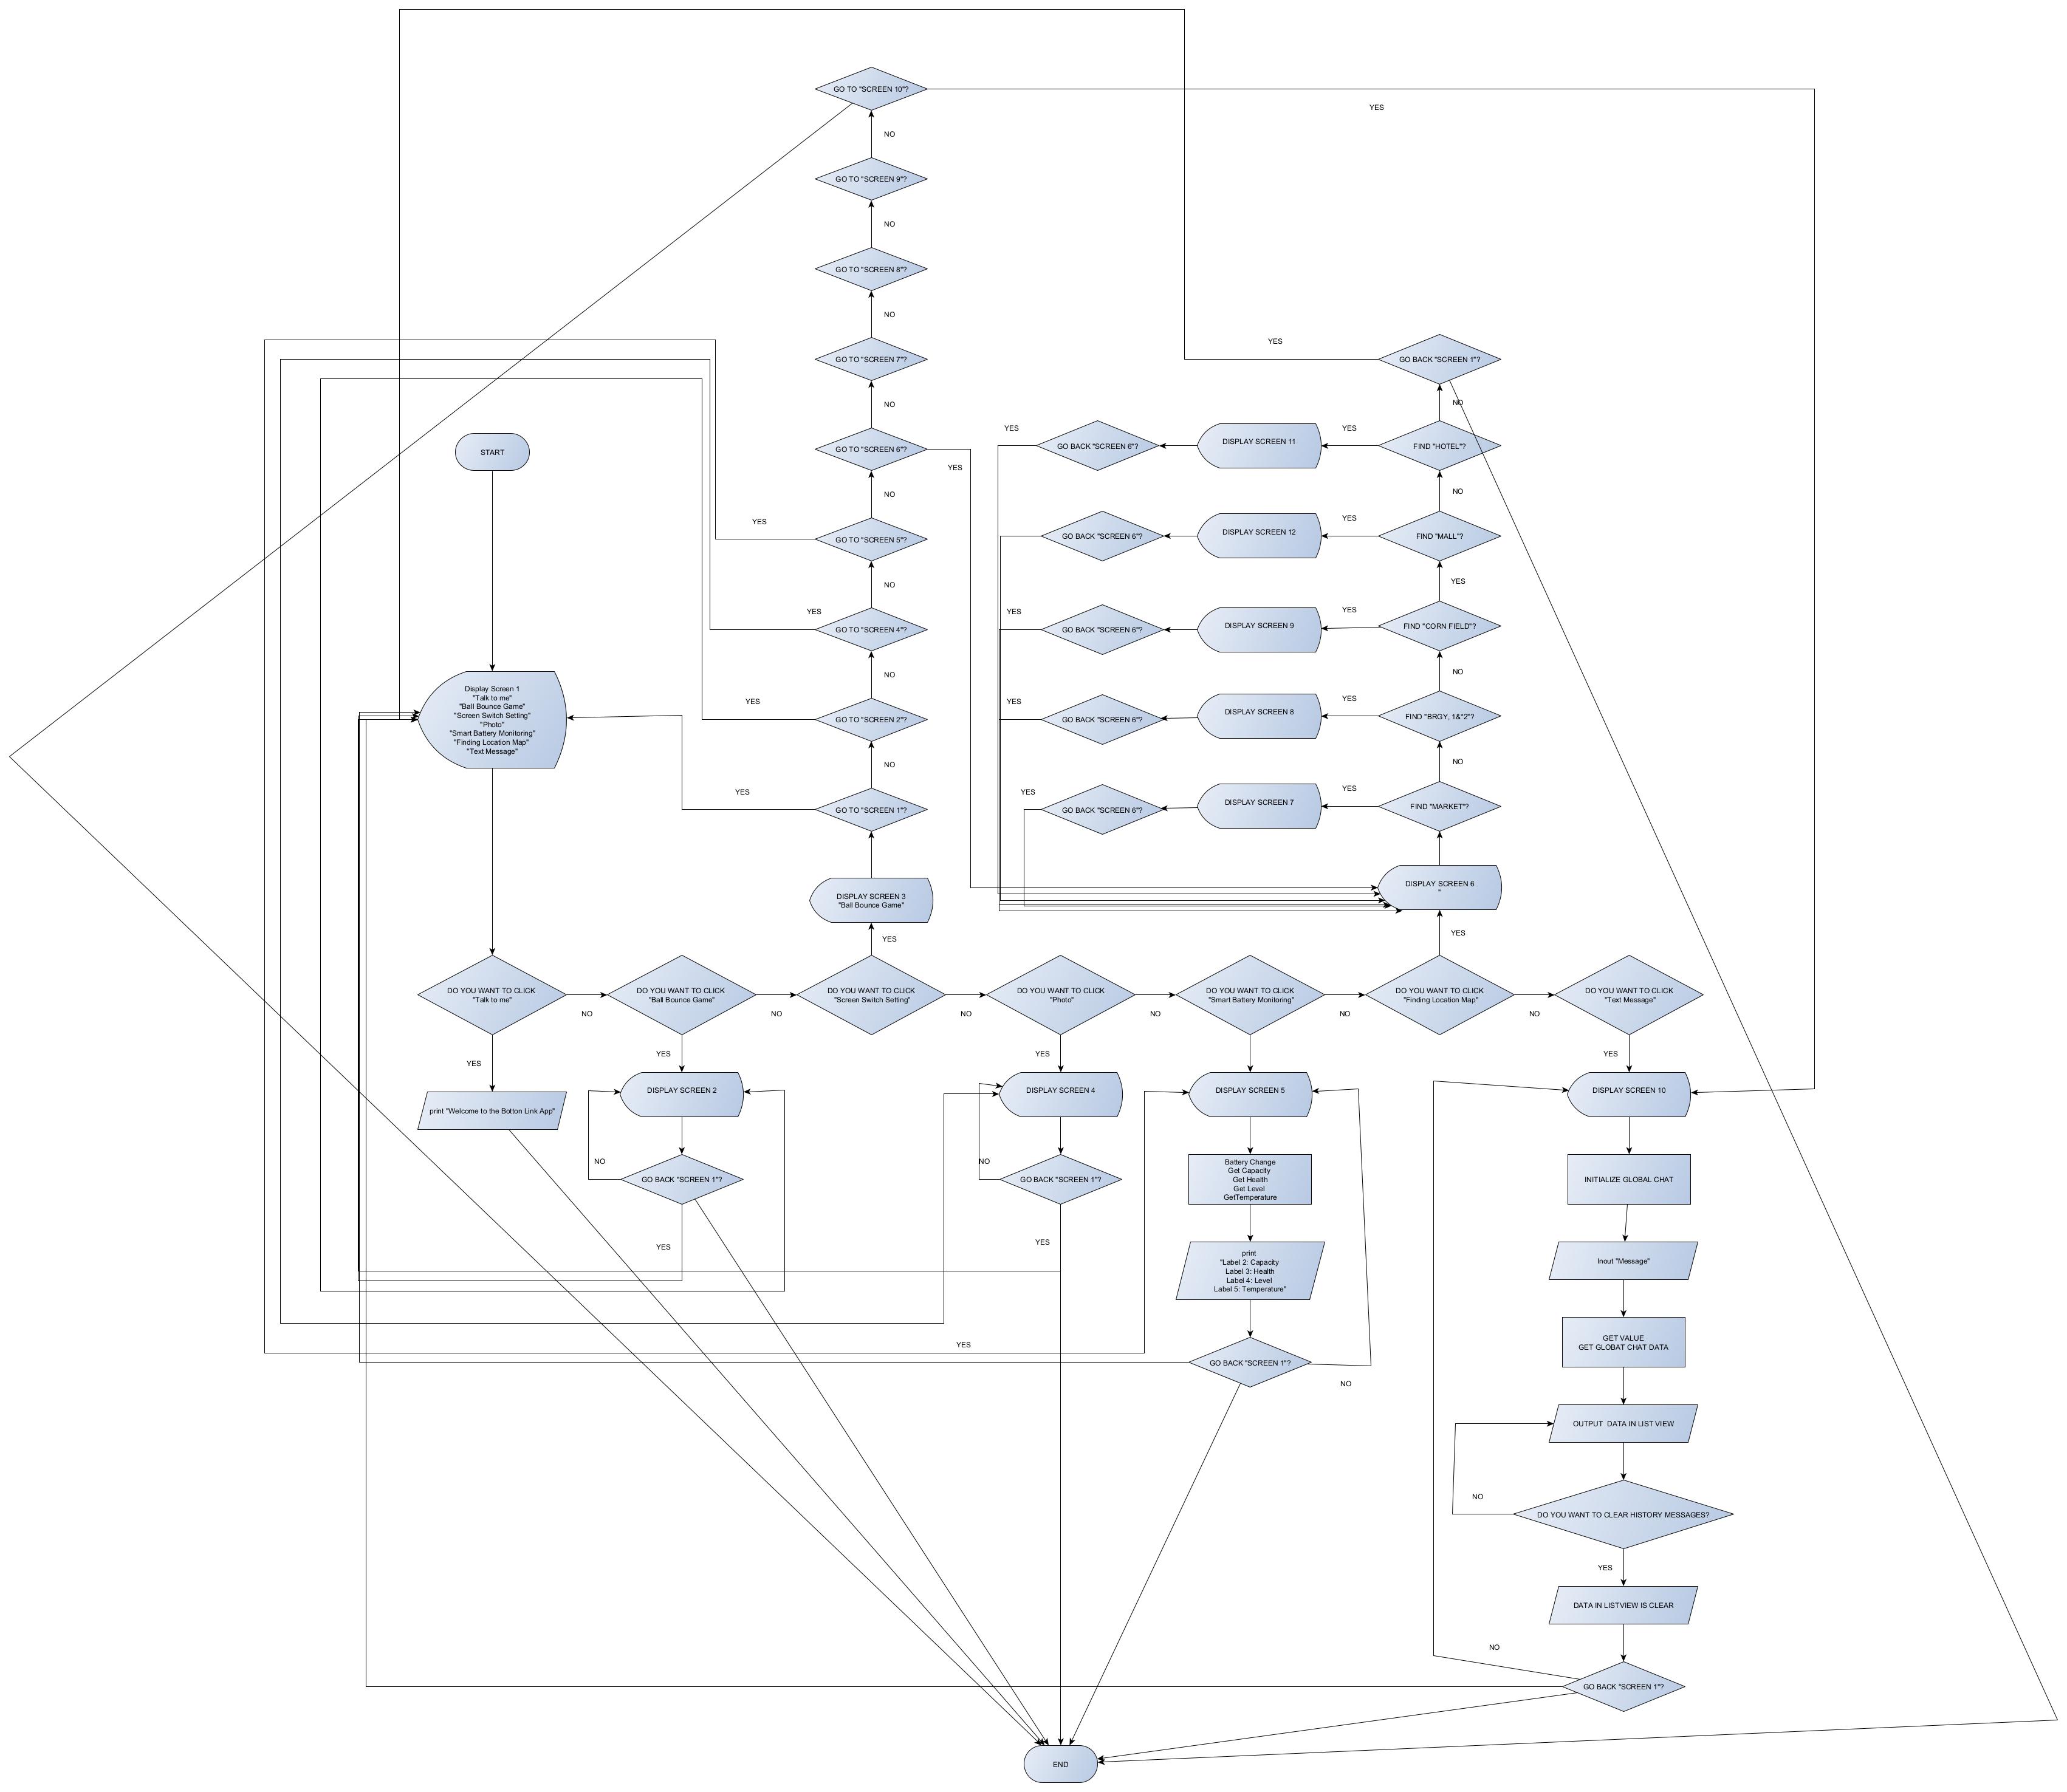 GO TO "SCREEN 10"?
YES
NO
GO TO "SCREEN 9"?
NO
GO TO "SCREEN 8"?
NO
GO TO "SCREEN 7"?
NO
GO TO "SCREEN 6"?
YES
NO
GO TO "SCREEN 5"?
YES
NO
GO TO "SCREEN 4"?
YES
NO
GO TO "SCREEN 2"?
YES
NO
GO TO "SCREEN 1"?
YES
DISPLAY SCREEN 3
"Ball Bounce Game"
YES
YES
GO BACK "SCREEN 1"?
NO
YES
GO BACK "SCREEN 6"?
DISPLAY SCREEN 11
YES
FIND "HOTEL"?
NO
GO BACK "SCREEN 6"?
DISPLAY SCREEN 12
YES
FIND "MALL"?
YES
YES
GO BACK "SCREEN 6"?
DISPLAY SCREEN 9
YES
FIND "CORN FIELD"?
NO
YES
GO BACK "SCREEN 6"?
DISPLAY SCREEN 8
YES
FIND "BRGY, 1&"2"?
NO
YES
GO BACK "SCREEN 6"?
DISPLAY SCREEN 7
YES
FIND "MARKET"?
DISPLAY SCREEN 6
"
YES
START
Display Screen 1
"Talk to me"
"Ball Bounce Game"
"Screen Switch Setting"
"Photo"
"Smart Battery Monitoring"
"Finding Location Map"
"Text Message"
DO YOU WANT TO CLICK
"Talk to me"
NO
DO YOU WANT TO CLICK
"Ball Bounce Game"
NO
DO YOU WANT TO CLICK
"Screen Switch Setting"
NO
DO YOU WANT TO CLICK
"Photo"
NO
DO YOU WANT TO CLICK
"Smart Battery Monitoring"
NO
DO YOU WANT TO CLICK
"Finding Location Map"
NO
DO YOU WANT TO CLICK
"Text Message"
YES
print "Welcome to the Botton Link App"
YES
DISPLAY SCREEN 2
NO
GO BACK "SCREEN 1"?
YES
YES
DISPLAY SCREEN 4
NO
GO BACK "SCREEN 1"?
YES
DISPLAY SCREEN 5
Battery Change
Get Capacity
Get Health
Get Level
GetTemperature
print
"Label 2: Capacity
Label 3: Health
Label 4: Level
Label 5: Temperature"
YES
GO BACK "SCREEN 1"?
NO
YES
DISPLAY SCREEN 10
INITIALIZE GLOBAL CHAT
Inout "Message"
GET VALUE
GET GLOBAT CHAT DATA
OUTPUT DATA IN LIST VIEW
NO
DO YOU WANT TO CLEAR HISTORY MESSAGES?
YES
DATA IN LISTVIEW IS CLEAR
NO
GO BACK "SCREEN 1"?
END